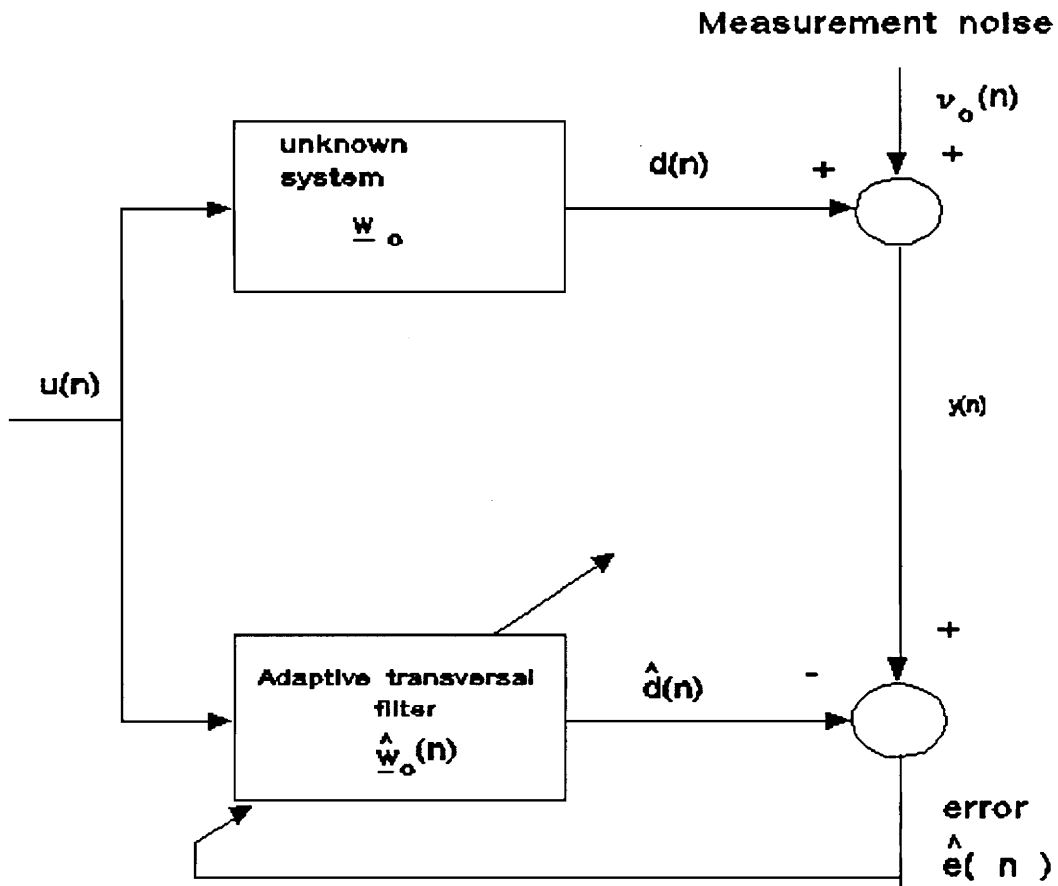 Measurement noise
ν₀(n)
unknown
system
w₀
d(n)
+
+
u(n)
y(n)
+
-
Adaptive transversal
filter
ŵ₀(n)
d̂(n)
error
ê( n )